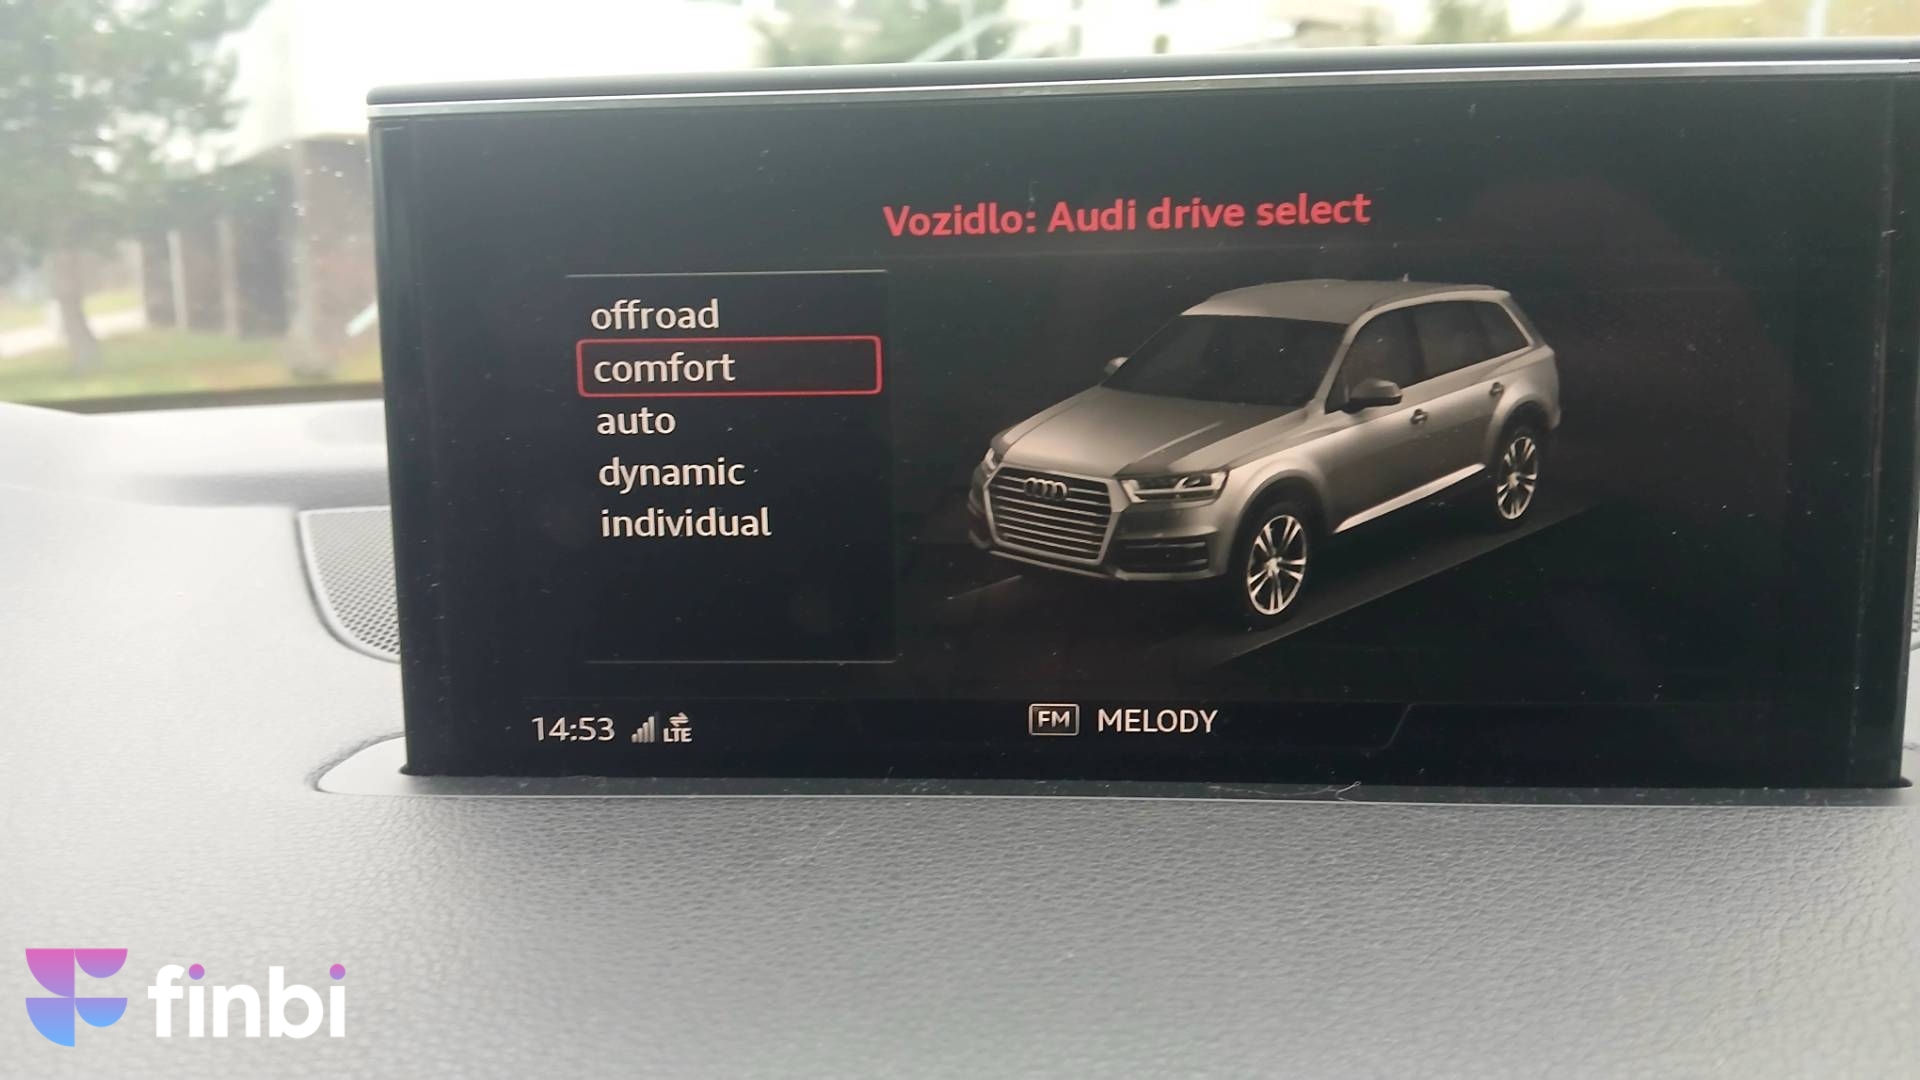 Vozidlo: Audi drive select
offroad
comfort
auto
dynamic
individual
14:53 LTE
FM MELODY
finbi